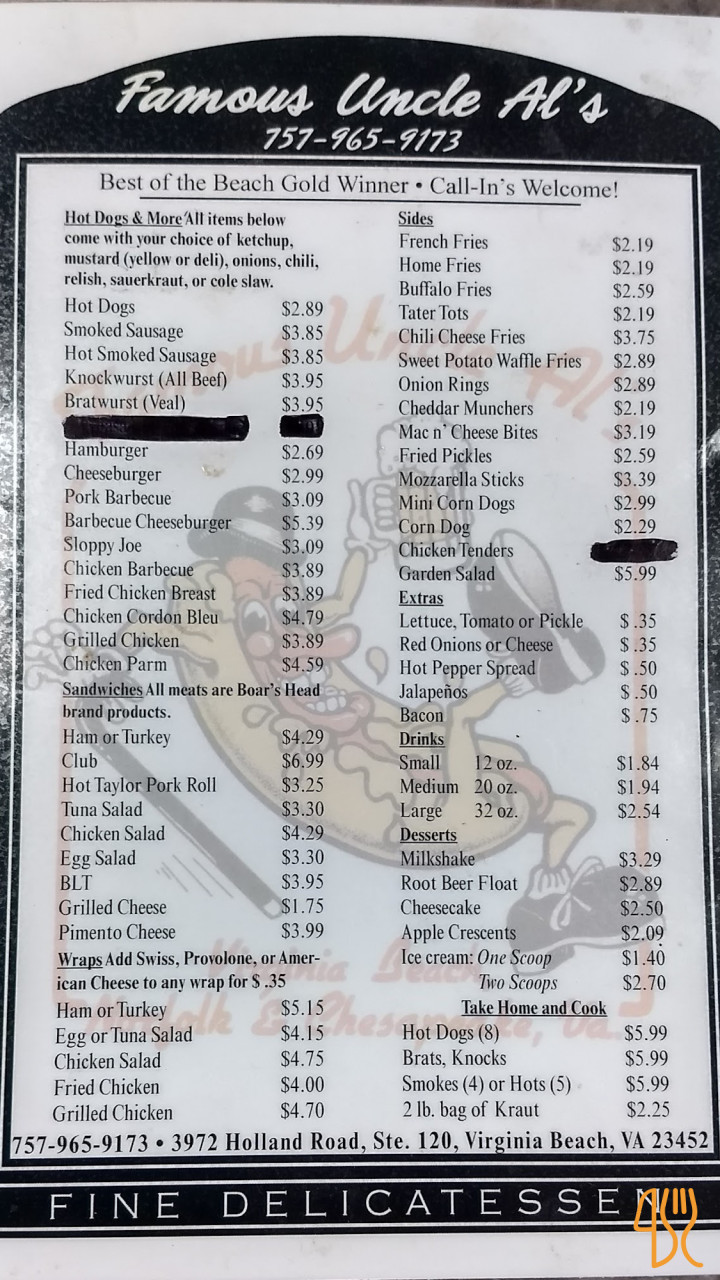 Famous Uncle Al's
757-965-9173
Best of the Beach Gold Winner • Call-In's Welcome!
Hot Dogs & More All items below
come with your choice of ketchup,
mustard (yellow or deli), onions, chili,
relish, sauerkraut, or cole slaw.
Hot Dogs $2.89
Smoked Sausage $3.85
Hot Smoked Sausage $3.85
Knockwurst (All Beef) $3.95
Bratwurst (Veal) $3.95
Hamburger $2.69
Cheeseburger $2.99
Pork Barbecue $3.09
Barbecue Cheeseburger $5.39
Sloppy Joe $3.09
Chicken Barbecue $3.89
Fried Chicken Breast $3.89
Chicken Cordon Bleu $4.79
Grilled Chicken $3.89
Chicken Parm $4.59
Sandwiches All meats are Boar's Head
brand products.
Ham or Turkey $4.29
Club $6.99
Hot Taylor Pork Roll $3.25
Tuna Salad $3.30
Chicken Salad $4.29
Egg Salad $3.30
BLT $3.95
Grilled Cheese $1.75
Pimento Cheese $3.99
Wraps Add Swiss, Provolone, or Amer-
ican Cheese to any wrap for $ .35
Ham or Turkey $5.15
Egg or Tuna Salad $4.15
Chicken Salad $4.75
Fried Chicken $4.00
Grilled Chicken $4.70
Sides
French Fries $2.19
Home Fries $2.19
Buffalo Fries $2.59
Tater Tots $2.19
Chili Cheese Fries $3.75
Sweet Potato Waffle Fries $2.89
Onion Rings $2.89
Cheddar Munchers $2.19
Mac n' Cheese Bites $3.19
Fried Pickles $2.59
Mozzarella Sticks $3.39
Mini Corn Dogs $2.99
Corn Dog $2.29
Chicken Tenders
Garden Salad $5.99
Extras
Lettuce, Tomato or Pickle $ .35
Red Onions or Cheese $ .35
Hot Pepper Spread $ .50
Jalapeños $ .50
Bacon $ .75
Drinks
Small 12 oz. $1.84
Medium 20 oz. $1.94
Large 32 oz. $2.54
Desserts
Milkshake $3.29
Root Beer Float $2.89
Cheesecake $2.50
Apple Crescents $2.09
Ice cream: One Scoop $1.40
Two Scoops $2.70
Take Home and Cook
Hot Dogs (8) $5.99
Brats, Knocks $5.99
Smokes (4) or Hots (5) $5.99
2 lb. bag of Kraut $2.25
Famous Uncle Al's
Virginia Beach
Norfolk & Chesapeake, Va.
757-965-9173 • 3972 Holland Road, Ste. 120, Virginia Beach, VA 23452
FINE DELICATESSEN